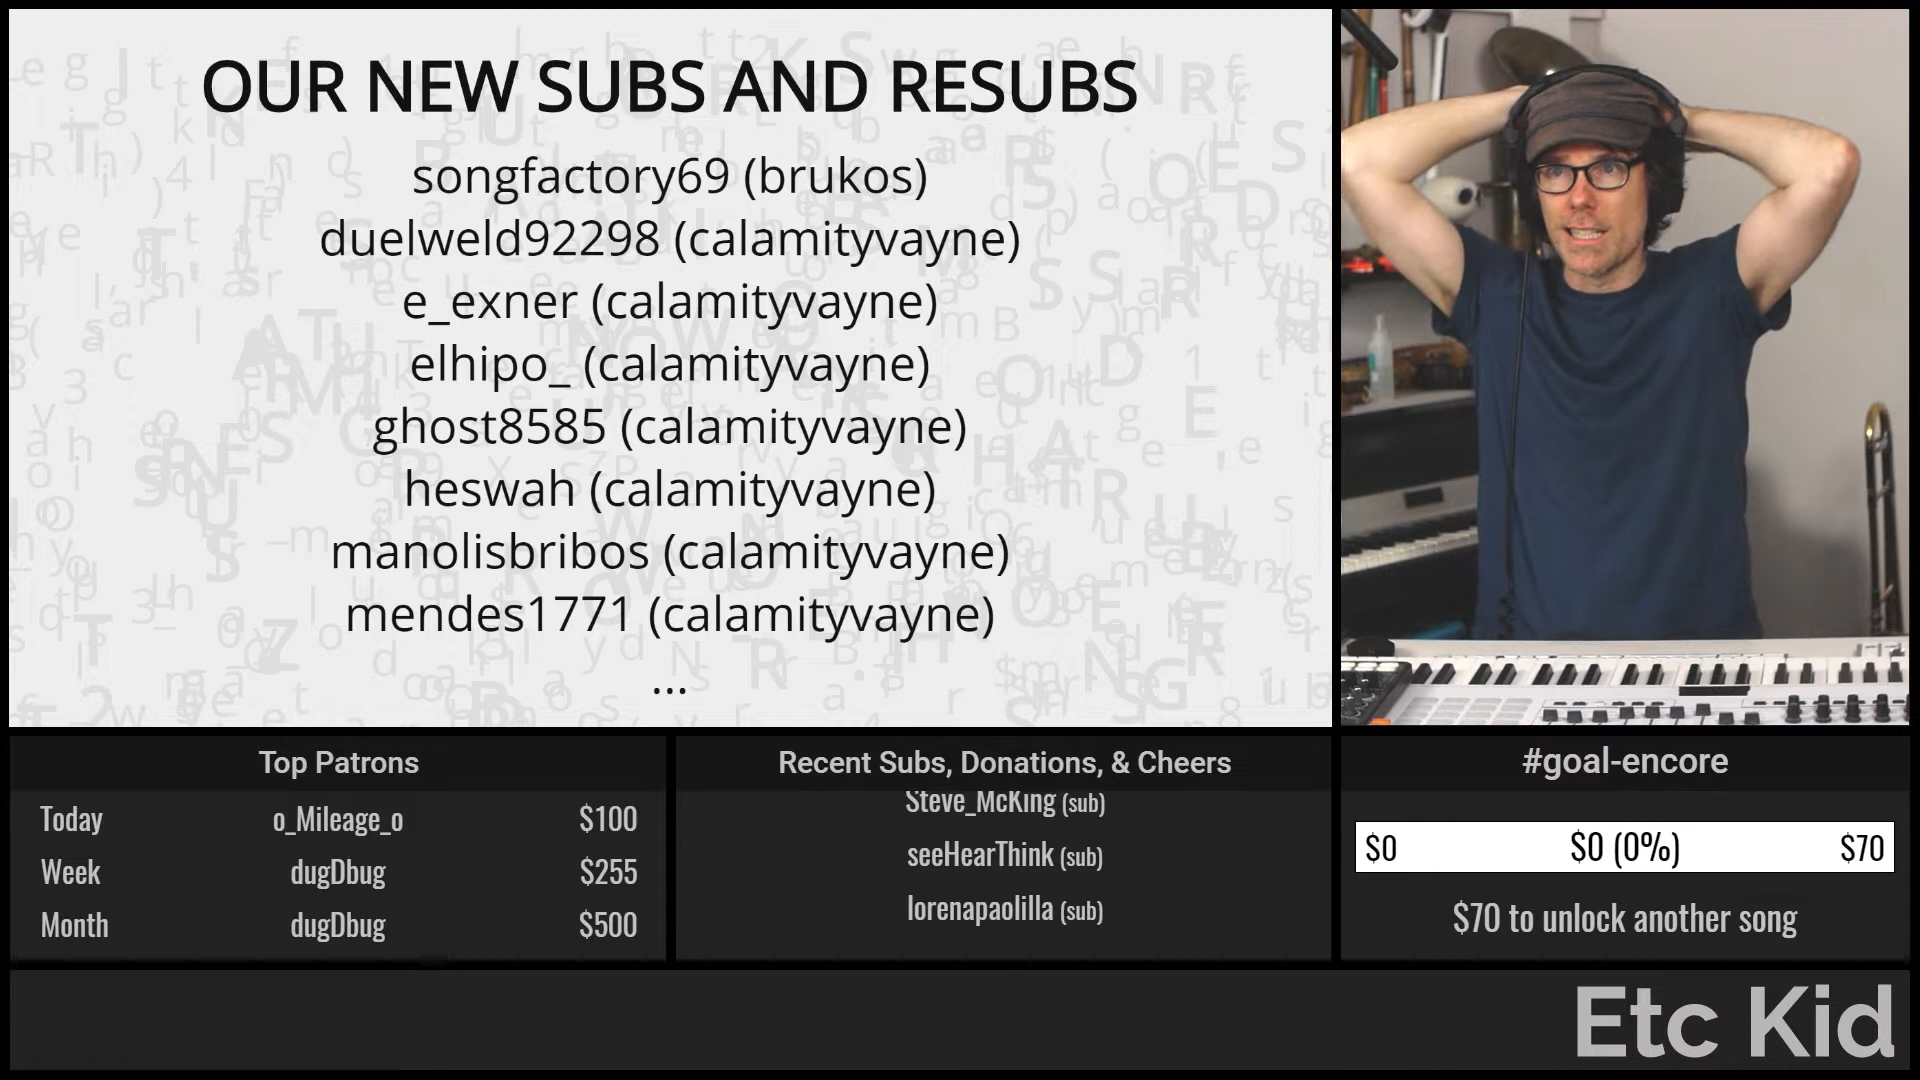 OUR NEW SUBS AND RESUBS
songfactory69 (brukos)
duelweld92298 (calamityvayne)
e_exner (calamityvayne)
elhipo_ (calamityvayne)
ghost8585 (calamityvayne)
heswah (calamityvayne)
manolisbribos (calamityvayne)
mendes1771 (calamityvayne)
...
Top Patrons
Today o_Mileage_o $100
Week dugDbug $255
Month dugDbug $500
Recent Subs, Donations, & Cheers
Steve_McKing (sub)
seeHearThink (sub)
lorenapaolilla (sub)
#goal-encore
$0 $0 (0%) $70
$70 to unlock another song
Etc Kid